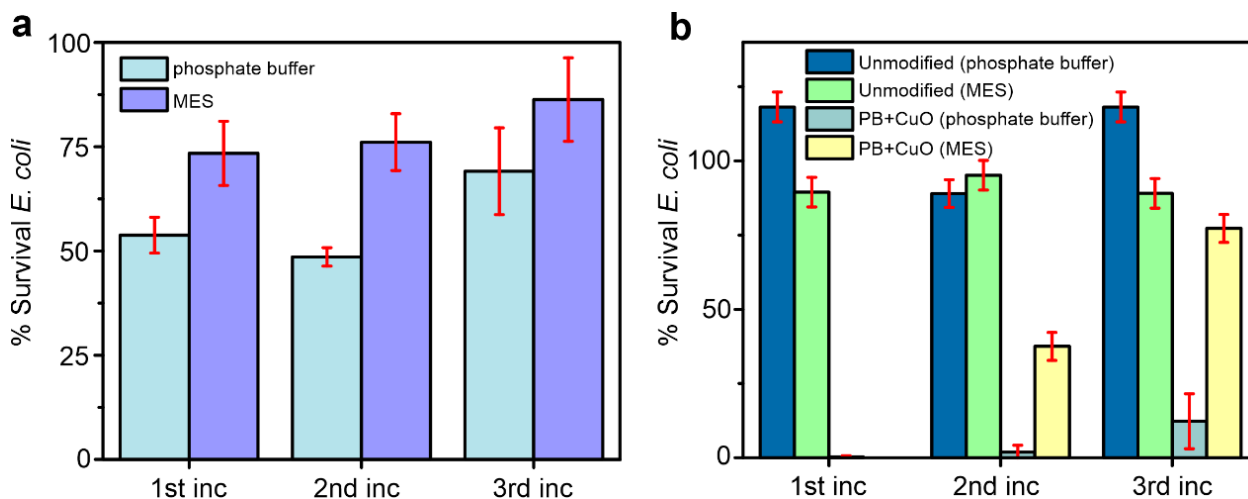 a
100
75
50
25
0
% Survival E. coli
phosphate buffer
MES
1st inc
2nd inc
3rd inc
b
100
50
0
% Survival E. coli
Unmodified (phosphate buffer)
Unmodified (MES)
PB+CuO (phosphate buffer)
PB+CuO (MES)
1st inc
2nd inc
3rd inc